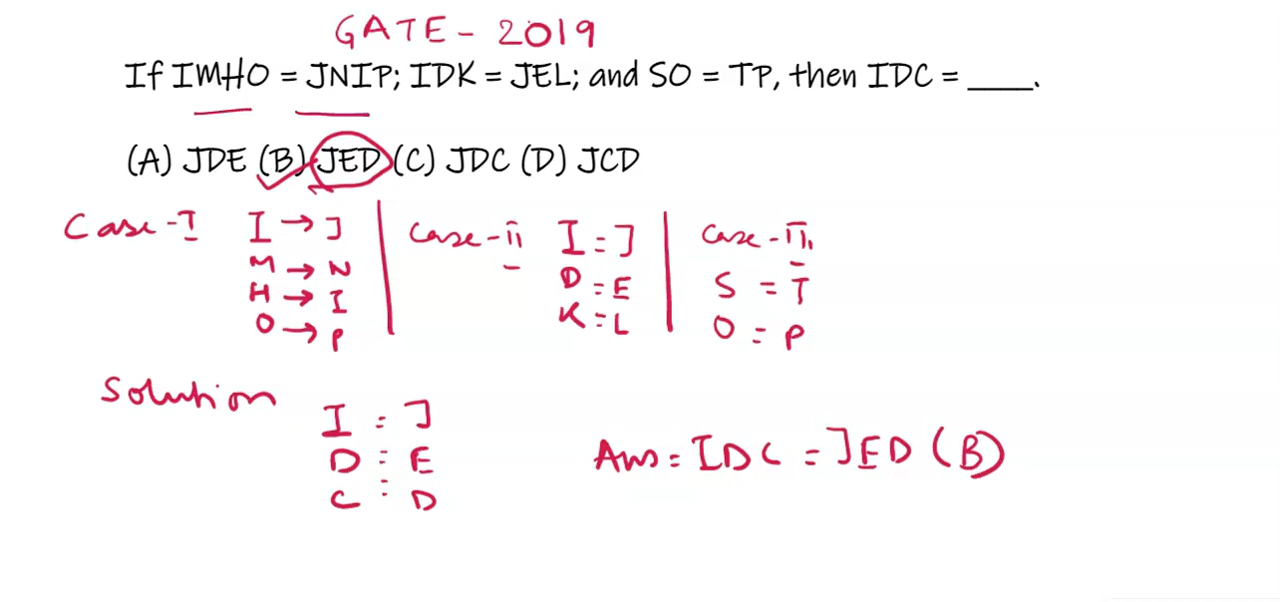 GATE - 2019
If IMHO = JNIP; IDK = JEL; and SO = TP, then IDC = ____.
(A) JDE (B) JED (C) JDC (D) JCD
Case-I I → J
M → N
H → I
O → P
Case-II I = J
D = E
K = L
Case-III
S = T
O = P
Solution
I = J
D = E
C = D
Ans = IDC = JED (B)